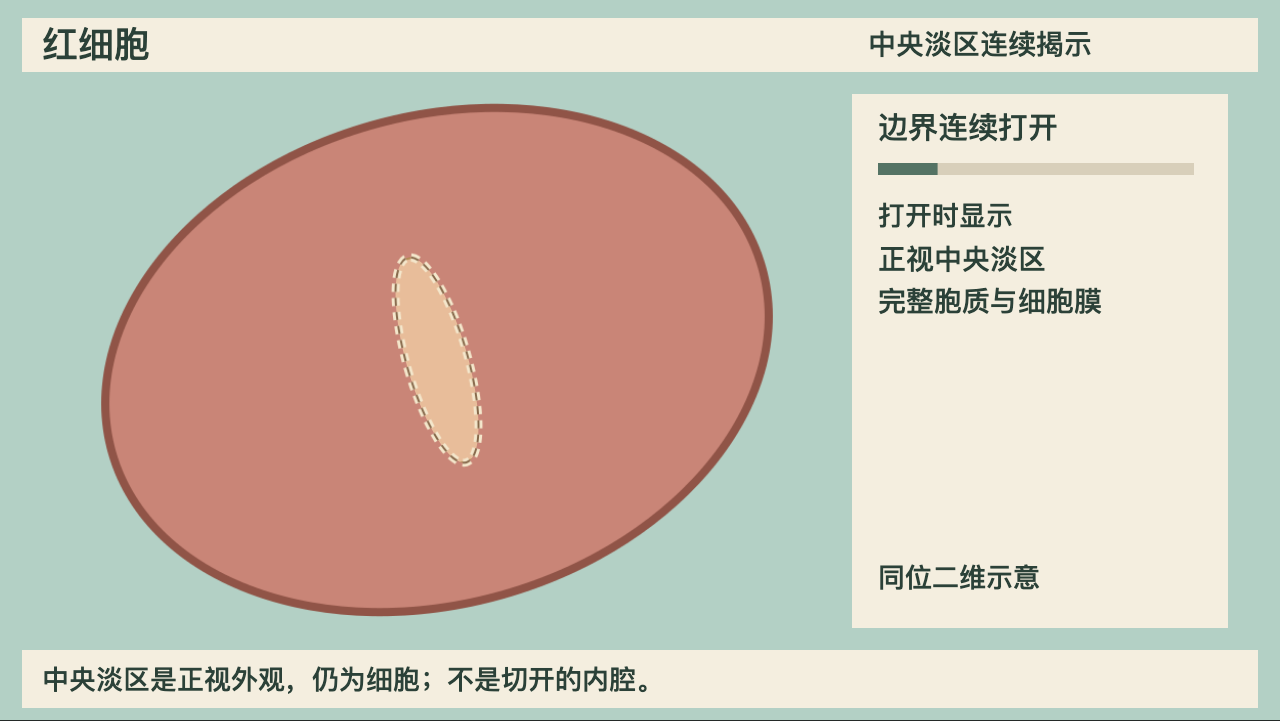 红细胞
中央淡区连续揭示
边界连续打开
打开时显示
正视中央淡区
完整胞质与细胞膜
同位二维示意
中央淡区是正视外观，仍为细胞；不是切开的内腔。